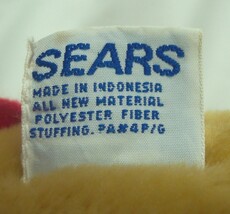 SEARS
MADE IN INDONESIA
ALL NEW MATERIAL
POLYESTER FIBER
STUFFING. PA#4P/G